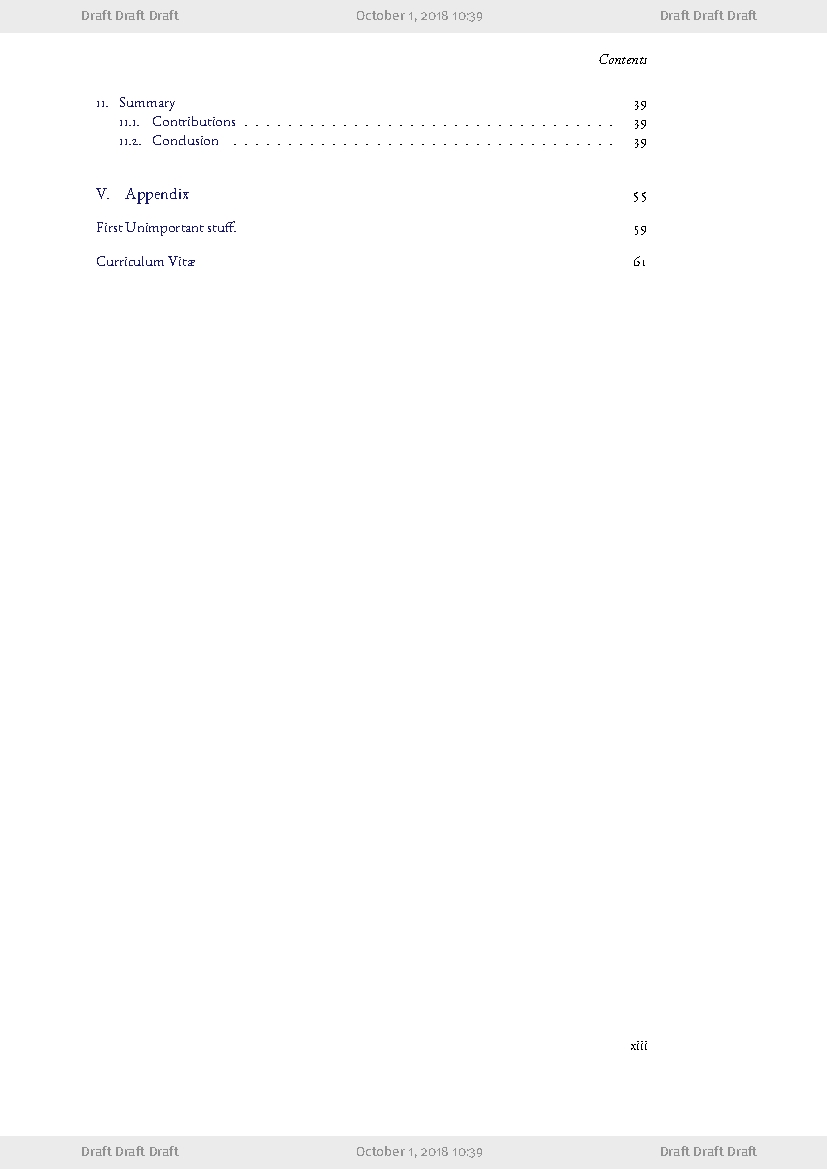 Draft Draft Draft October 1, 2018 10:39 Draft Draft Draft
Contents
11. Summary 39
11.1. Contributions . . . . . . . . . . . . . . . . . . . . . . . . . . . . . . . . . . 39
11.2. Conclusion . . . . . . . . . . . . . . . . . . . . . . . . . . . . . . . . . . . 39
V. Appendix 55
First Unimportant stuff. 59
Curriculum Vitæ 61
xiii
Draft Draft Draft October 1, 2018 10:39 Draft Draft Draft